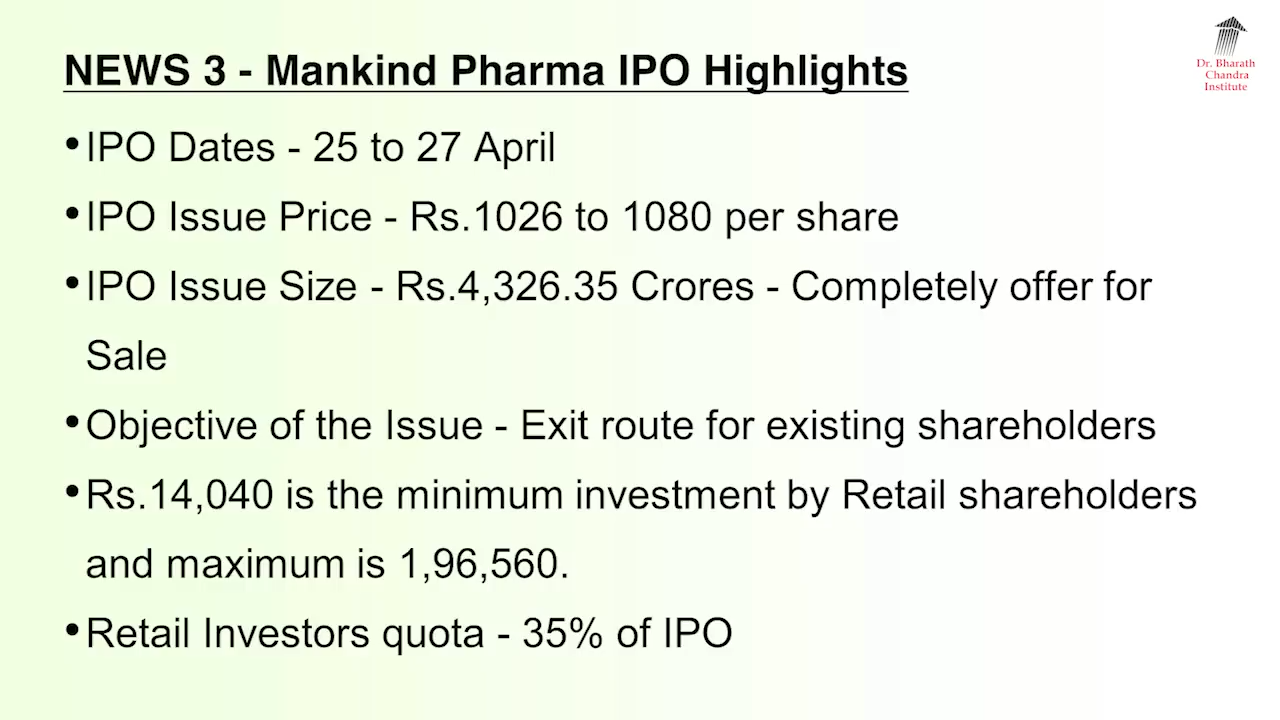 NEWS 3 - Mankind Pharma IPO Highlights
Dr. Bharath
Chandra
Institute
•IPO Dates - 25 to 27 April
•IPO Issue Price - Rs.1026 to 1080 per share
•IPO Issue Size - Rs.4,326.35 Crores - Completely offer for
Sale
•Objective of the Issue - Exit route for existing shareholders
•Rs.14,040 is the minimum investment by Retail shareholders
and maximum is 1,96,560.
•Retail Investors quota - 35% of IPO